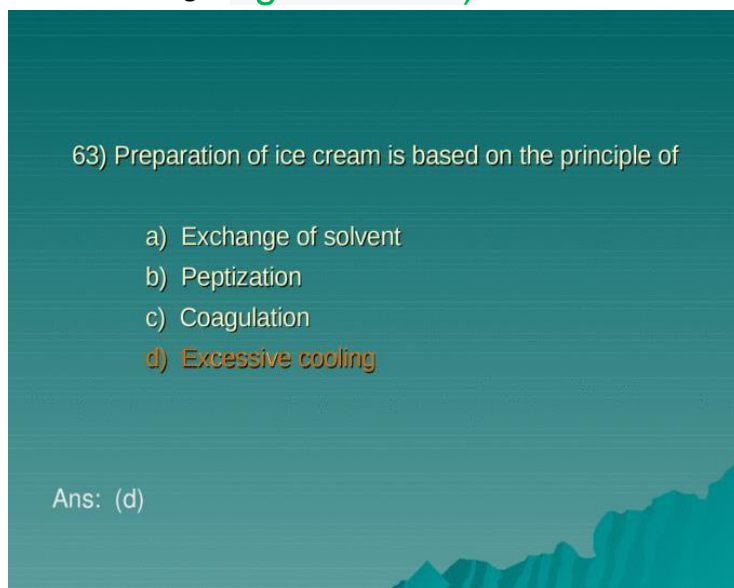 63) Preparation of ice cream is based on the principle of
a) Exchange of solvent
b) Peptization
c) Coagulation
d) Excessive cooling
Ans: (d)